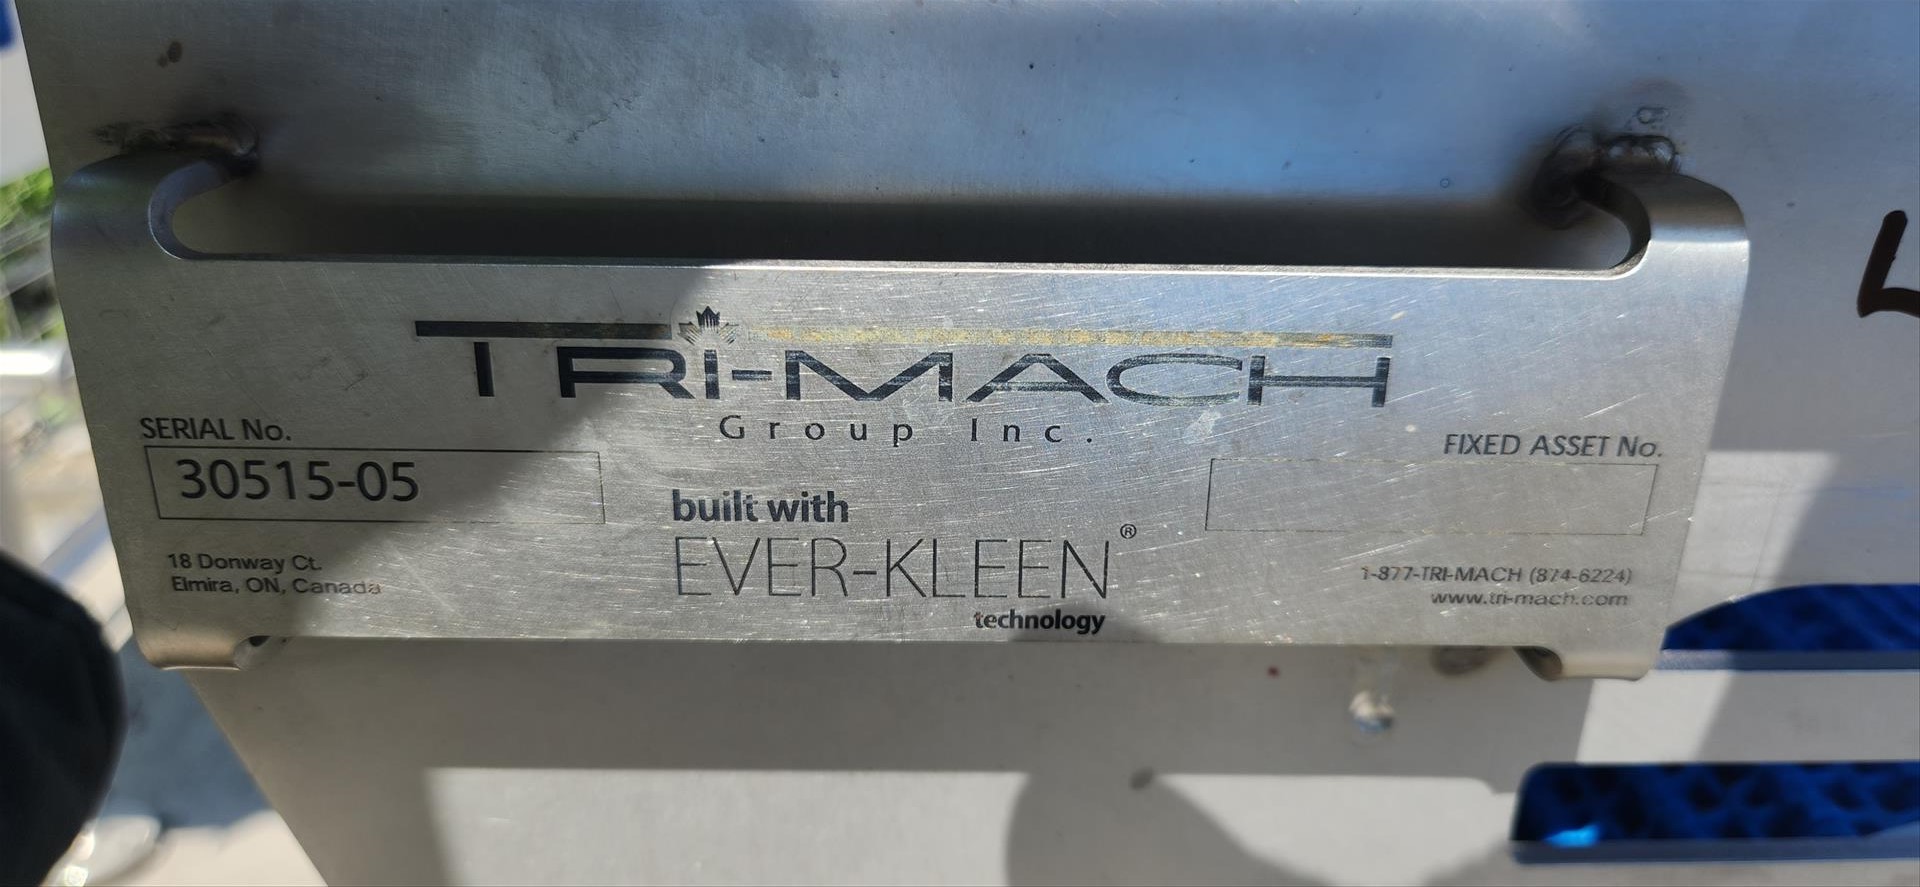 TRI-MACH
Group Inc.
SERIAL No.
30515-05
18 Donway Ct.
Elmira, ON, Canada
built with
EVER-KLEEN®
technology
FIXED ASSET No.
1-877-TRI-MACH (874-6224)
www.tri-mach.com